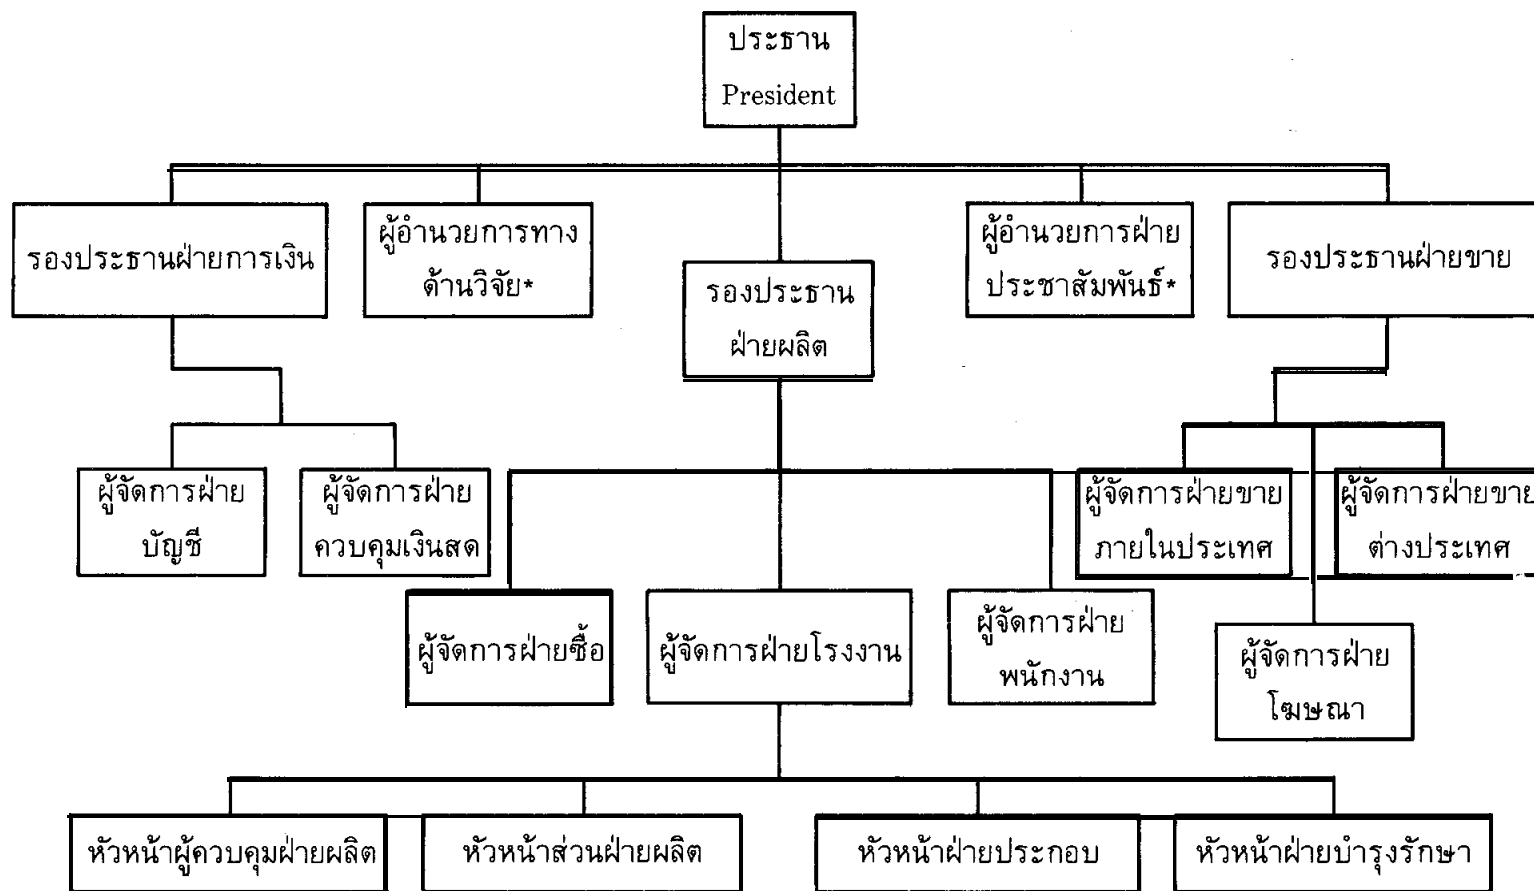 ประธาน
President
รองประธานฝ่ายการเงิน
ผู้อำนวยการทาง
ด้านวิจัย*
รองประธาน
ฝ่ายผลิต
ผู้อำนวยการฝ่าย
ประชาสัมพันธ์*
รองประธานฝ่ายขาย
ผู้จัดการฝ่าย
บัญชี
ผู้จัดการฝ่าย
ควบคุมเงินสด
ผู้จัดการฝ่ายขาย
ภายในประเทศ
ผู้จัดการฝ่ายขาย
ต่างประเทศ
ผู้จัดการฝ่ายซื้อ
ผู้จัดการฝ่ายโรงงาน
ผู้จัดการฝ่าย
พนักงาน
ผู้จัดการฝ่าย
โฆษณา
หัวหน้าผู้ควบคุมฝ่ายผลิต
หัวหน้าส่วนฝ่ายผลิต
หัวหน้าฝ่ายประกอบ
หัวหน้าฝ่ายบำรุงรักษา